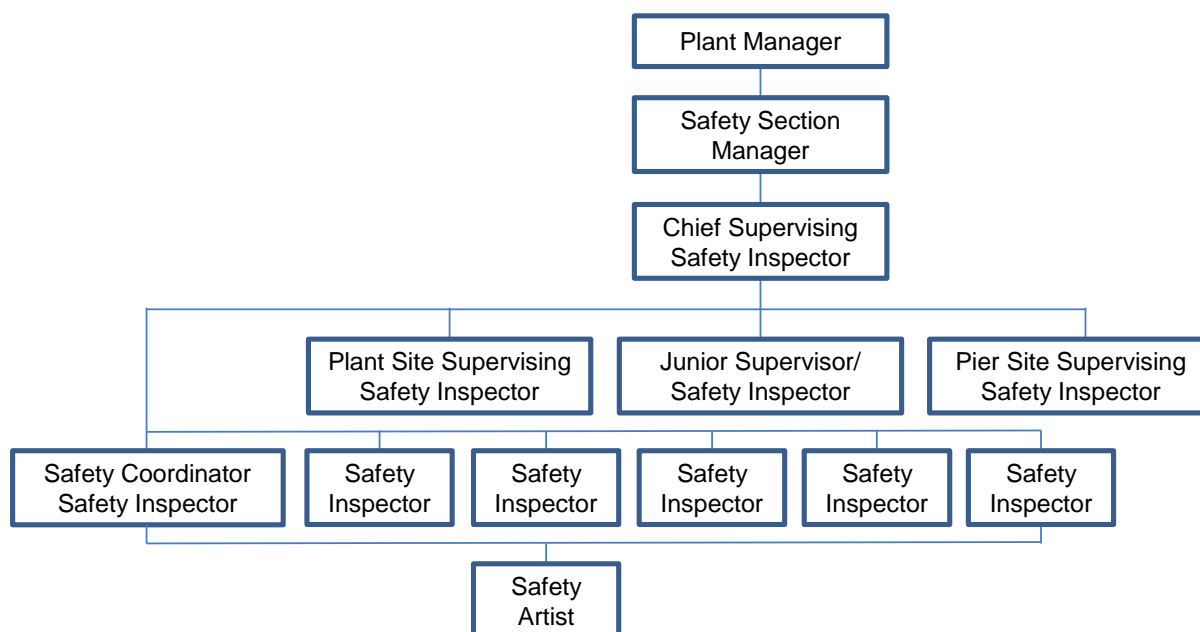 Plant Manager
Safety Section
Manager
Chief Supervising
Safety Inspector
Plant Site Supervising
Safety Inspector
Junior Supervisor/
Safety Inspector
Pier Site Supervising
Safety Inspector
Safety Coordinator
Safety Inspector
Safety
Inspector
Safety
Inspector
Safety
Inspector
Safety
Inspector
Safety
Inspector
Safety
Artist